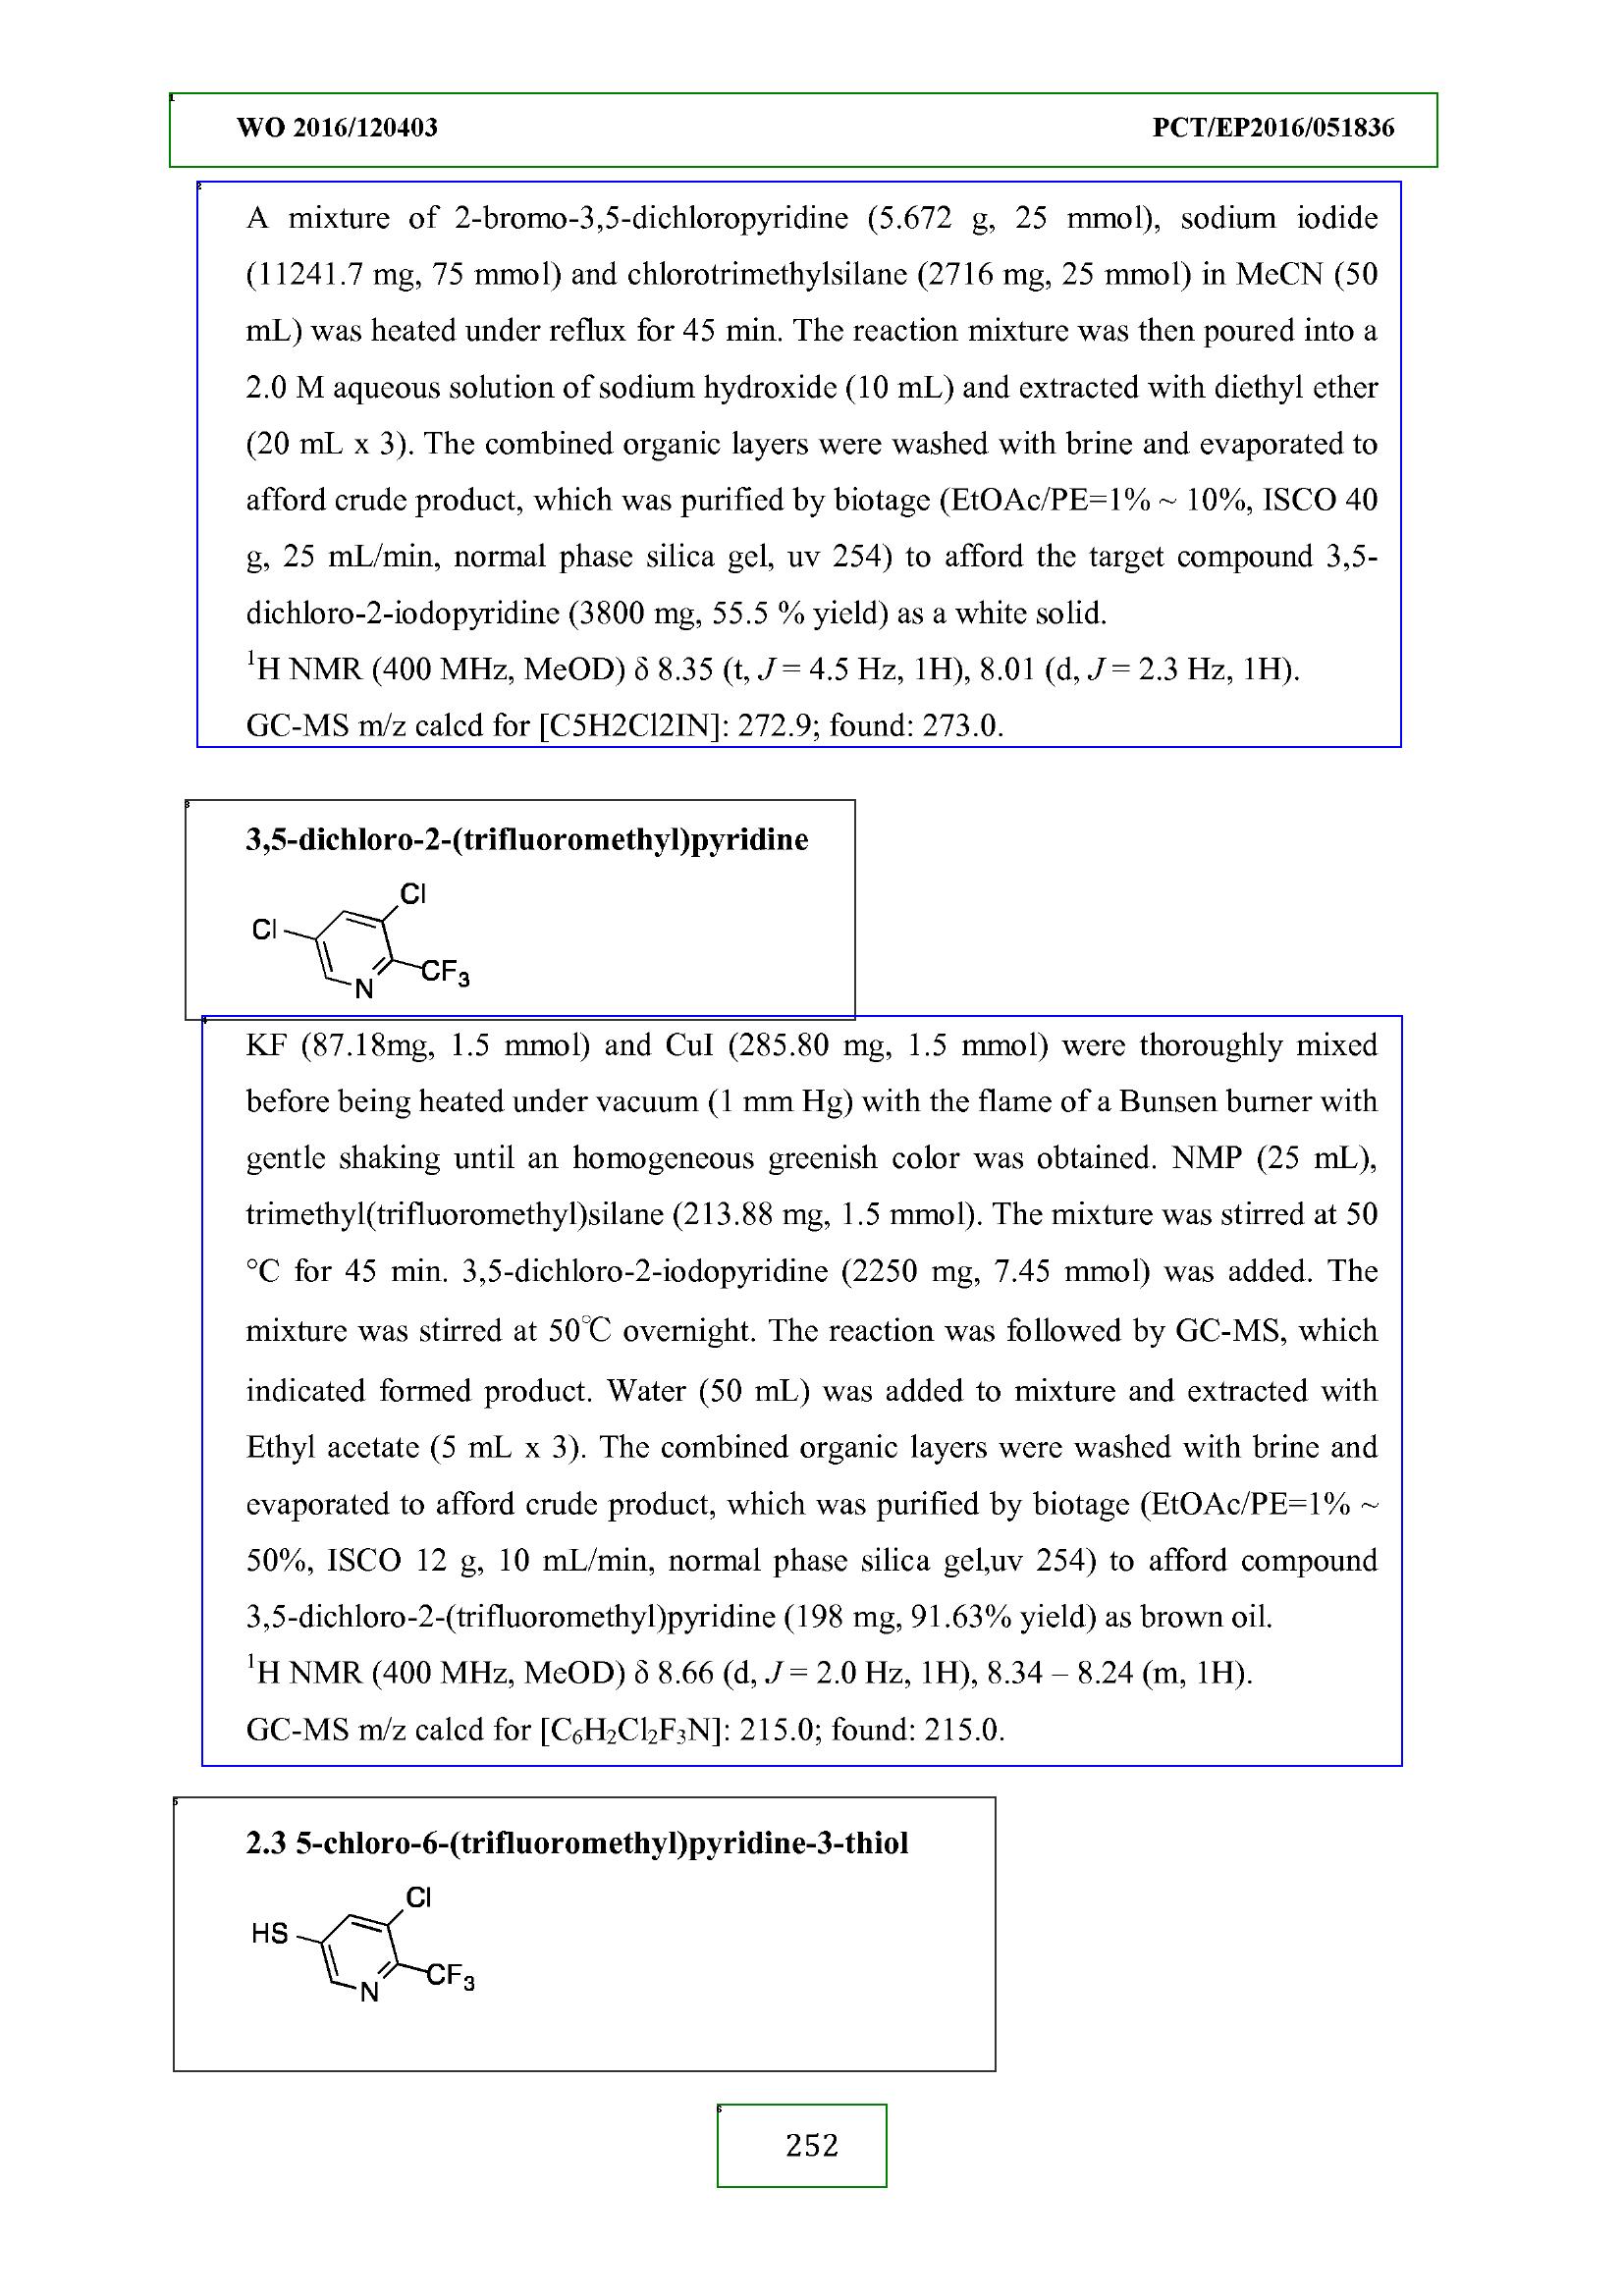 WO 2016/120403 PCT/EP2016/051836
A mixture of 2-bromo-3,5-dichloropyridine (5.672 g, 25 mmol), sodium iodide
(11241.7 mg, 75 mmol) and chlorotrimethylsilane (2716 mg, 25 mmol) in MeCN (50
mL) was heated under reflux for 45 min. The reaction mixture was then poured into a
2.0 M aqueous solution of sodium hydroxide (10 mL) and extracted with diethyl ether
(20 mL x 3). The combined organic layers were washed with brine and evaporated to
afford crude product, which was purified by biotage (EtOAc/PE=1% ~ 10%, ISCO 40
g, 25 mL/min, normal phase silica gel, uv 254) to afford the target compound 3,5-
dichloro-2-iodopyridine (3800 mg, 55.5 % yield) as a white solid.
¹H NMR (400 MHz, MeOD) δ 8.35 (t, J = 4.5 Hz, 1H), 8.01 (d, J = 2.3 Hz, 1H).
GC-MS m/z calcd for [C5H2Cl2IN]: 272.9; found: 273.0.
3,5-dichloro-2-(trifluoromethyl)pyridine
Cl
Cl
CF₃
N
KF (87.18mg, 1.5 mmol) and CuI (285.80 mg, 1.5 mmol) were thoroughly mixed
before being heated under vacuum (1 mm Hg) with the flame of a Bunsen burner with
gentle shaking until an homogeneous greenish color was obtained. NMP (25 mL),
trimethyl(trifluoromethyl)silane (213.88 mg, 1.5 mmol). The mixture was stirred at 50
°C for 45 min. 3,5-dichloro-2-iodopyridine (2250 mg, 7.45 mmol) was added. The
mixture was stirred at 50℃ overnight. The reaction was followed by GC-MS, which
indicated formed product. Water (50 mL) was added to mixture and extracted with
Ethyl acetate (5 mL x 3). The combined organic layers were washed with brine and
evaporated to afford crude product, which was purified by biotage (EtOAc/PE=1% ~
50%, ISCO 12 g, 10 mL/min, normal phase silica gel,uv 254) to afford compound
3,5-dichloro-2-(trifluoromethyl)pyridine (198 mg, 91.63% yield) as brown oil.
¹H NMR (400 MHz, MeOD) δ 8.66 (d, J = 2.0 Hz, 1H), 8.34 – 8.24 (m, 1H).
GC-MS m/z calcd for [C₆H₂Cl₂F₃N]: 215.0; found: 215.0.
2.3 5-chloro-6-(trifluoromethyl)pyridine-3-thiol
Cl
HS
CF₃
N
252